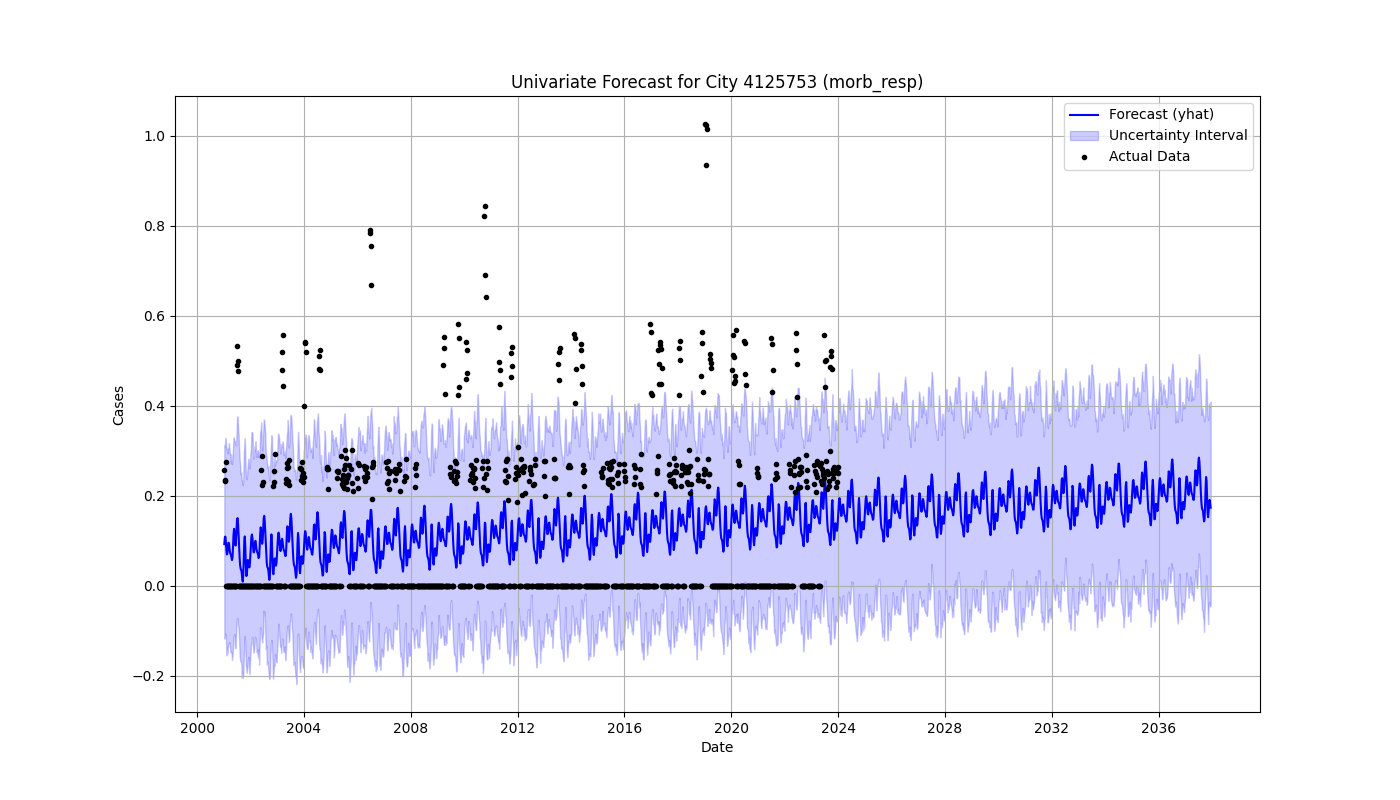 Univariate Forecast for City 4125753 (morb_resp)
Forecast (yhat)
Uncertainty Interval
Actual Data
Cases
1.0
0.8
0.6
0.4
0.2
0.0
−0.2
2000 2004 2008 2012 2016 2020 2024 2028 2032 2036
Date